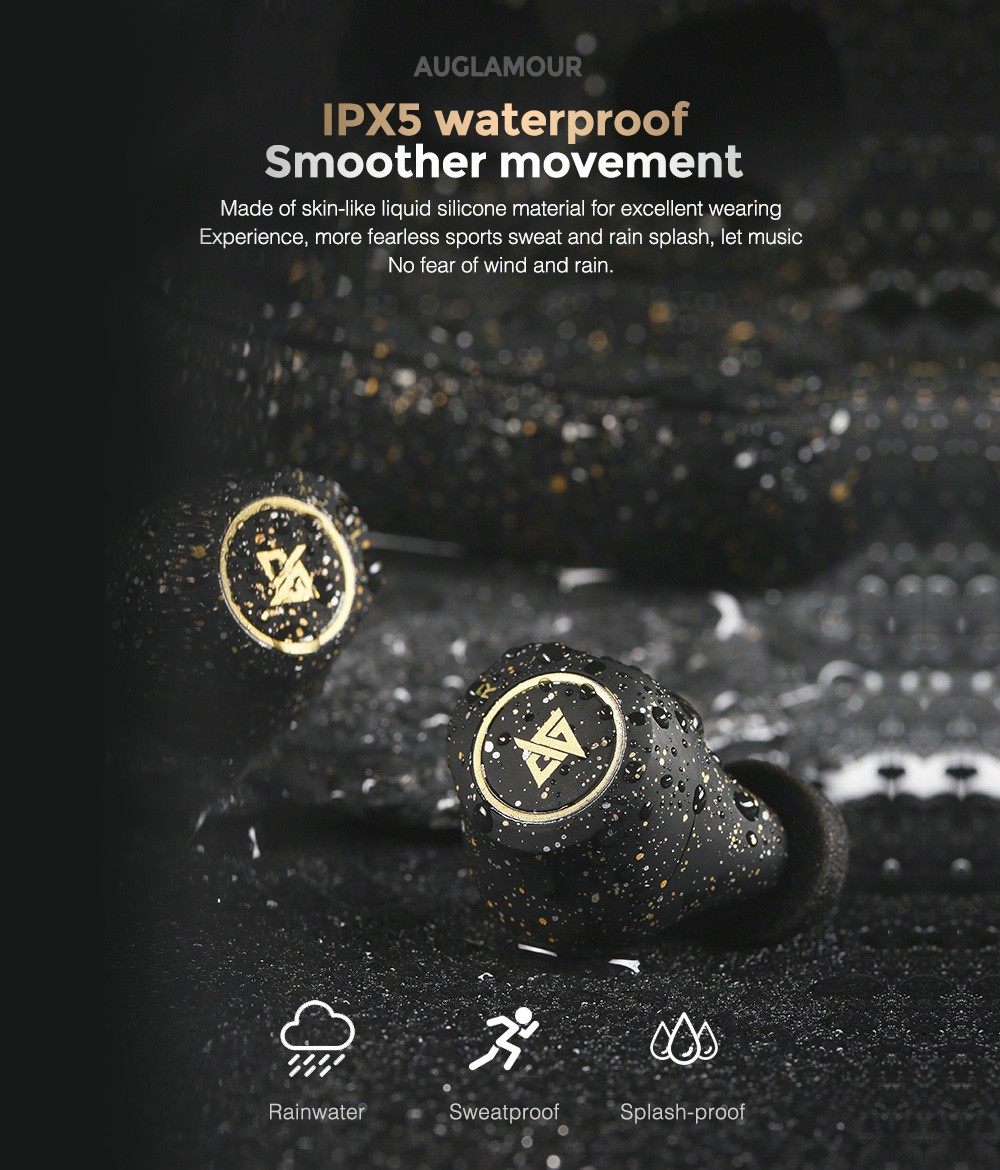 AUGLAMOUR
IPX5 waterproof
Smoother movement
Made of skin-like liquid silicone material for excellent wearing
Experience, more fearless sports sweat and rain splash, let music
No fear of wind and rain.
R
Rainwater
Sweatproof
Splash-proof